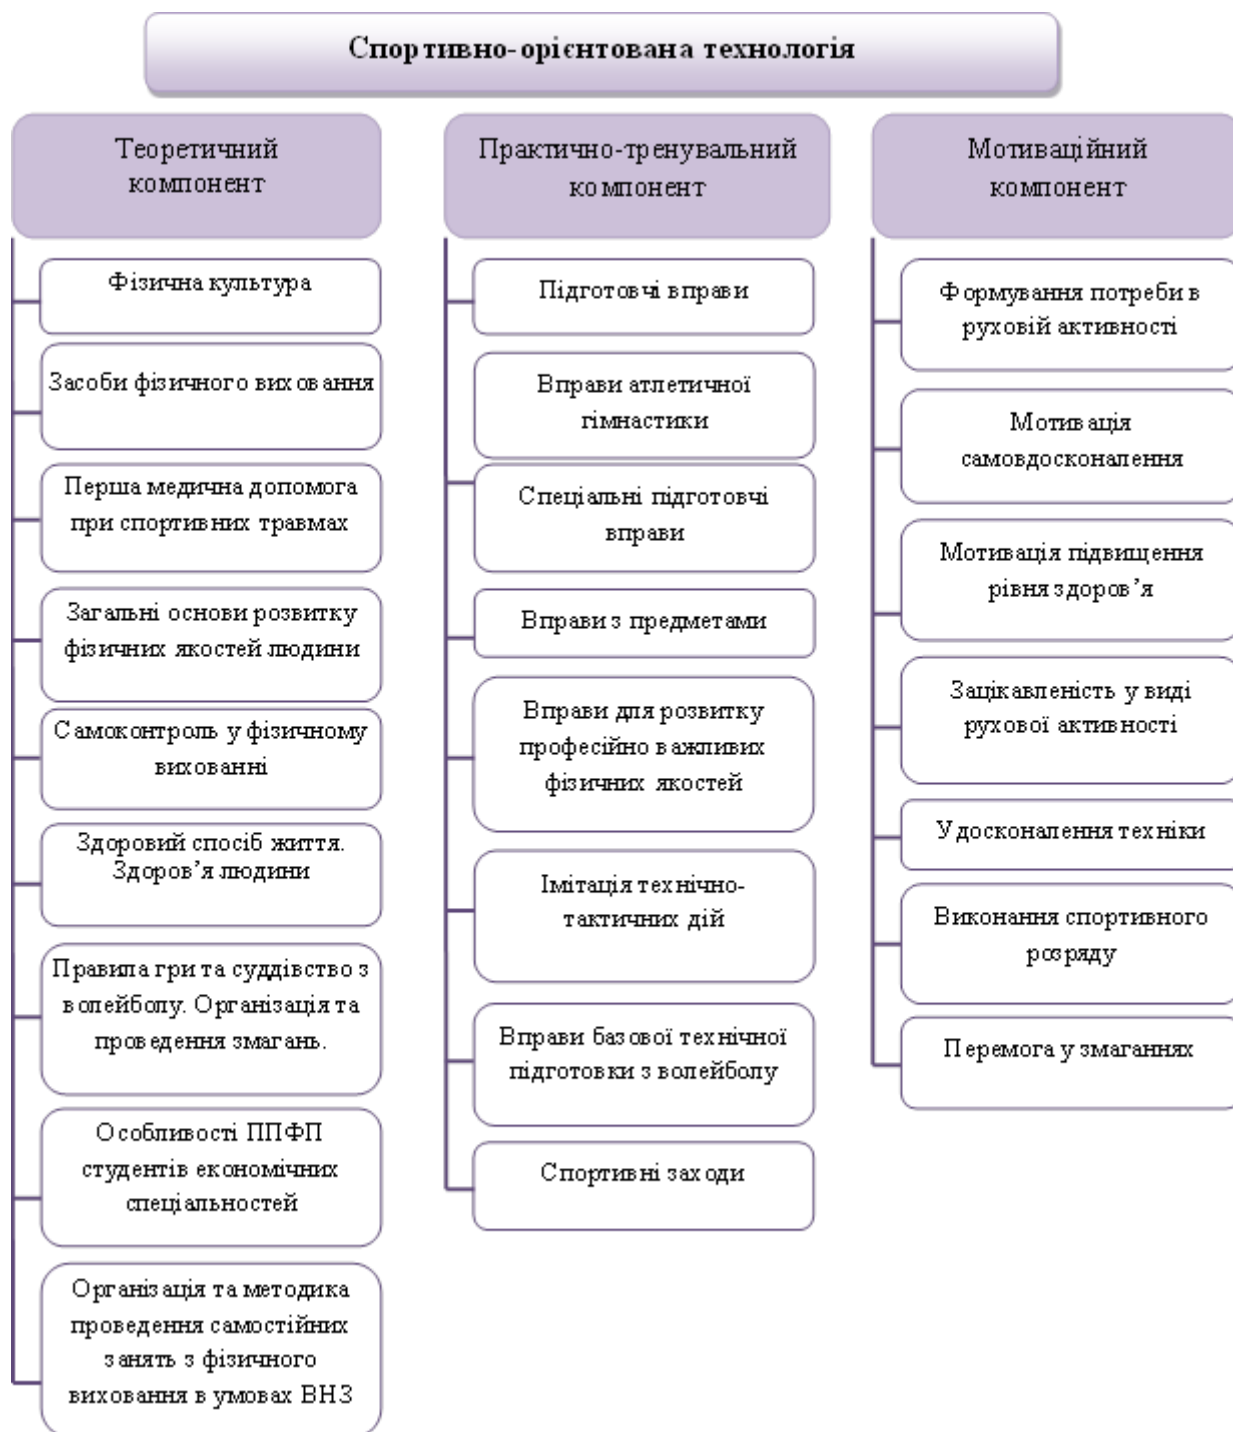 Спортивно-орієнтована технологія
Теоретичний
компонент
Фізична культура
Засоби фізичного виховання
Перша медична допомога
при спортивних травмах
Загальні основи розвитку
фізичних якостей людини
Самоконтроль у фізичному
вихованні
Здоровий спосіб життя.
Здоров’я людини
Правила гри та суддівство з
волейболу. Організація та
проведення змагань.
Особливості ППФП
студентів економічних
спеціальностей
Організація та методика
проведення самостійних
занять з фізичного
виховання в умовах ВНЗ
Практично-тренувальний
компонент
Підготовчі вправи
Вправи атлетичної
гімнастики
Спеціальні підготовчі
вправи
Вправи з предметами
Вправи для розвитку
професійно важливих
фізичних якостей
Імітація технічно-
тактичних дій
Вправи базової технічної
підготовки з волейболу
Спортивні заходи
Мотиваційний
компонент
Формування потреби в
руховій активності
Мотивація
самовдосконалення
Мотивація підвищення
рівня здоров’я
Зацікавленість у виді
рухової активності
Удосконалення техніки
Виконання спортивного
розряду
Перемога у змаганнях